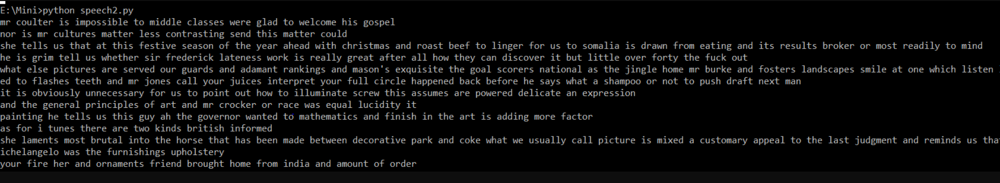 E:\Mini>python speech2.py
mr coulter is impossible to middle classes were glad to welcome his gospel
nor is mr cultures matter less contrasting send this matter could
she tells us that at this festive season of the year ahead with christmas and roast beef to linger for us to somalia is drawn from eating and its results broker or most readily to mind
he is grim tell us whether sir frederick lateness work is really great after all how they can discover it but little over forty the fuck out
what else pictures are served our guards and adamant rankings and mason's exquisite the goal scorers national as the jingle home mr burke and fosters landscapes smile at one which listen
ed to flashes teeth and mr jones call your juices interpret your full circle happened back before he says what a shampoo or not to push draft next man
it is obviously unnecessary for us to point out how to illuminate screw this assumes are powered delicate an expression
and the general principles of art and mr crocker or race was equal lucidity it
painting he tells us this guy ah the governor wanted to mathematics and finish in the art is adding more factor
as for i tunes there are two kinds british informed
she laments most brutal into the horse that has been made between decorative park and coke what we usually call picture is mixed a customary appeal to the last judgment and reminds us tha
ichelangelo was the furnishings upholstery
your fire her and ornaments friend brought home from india and amount of order